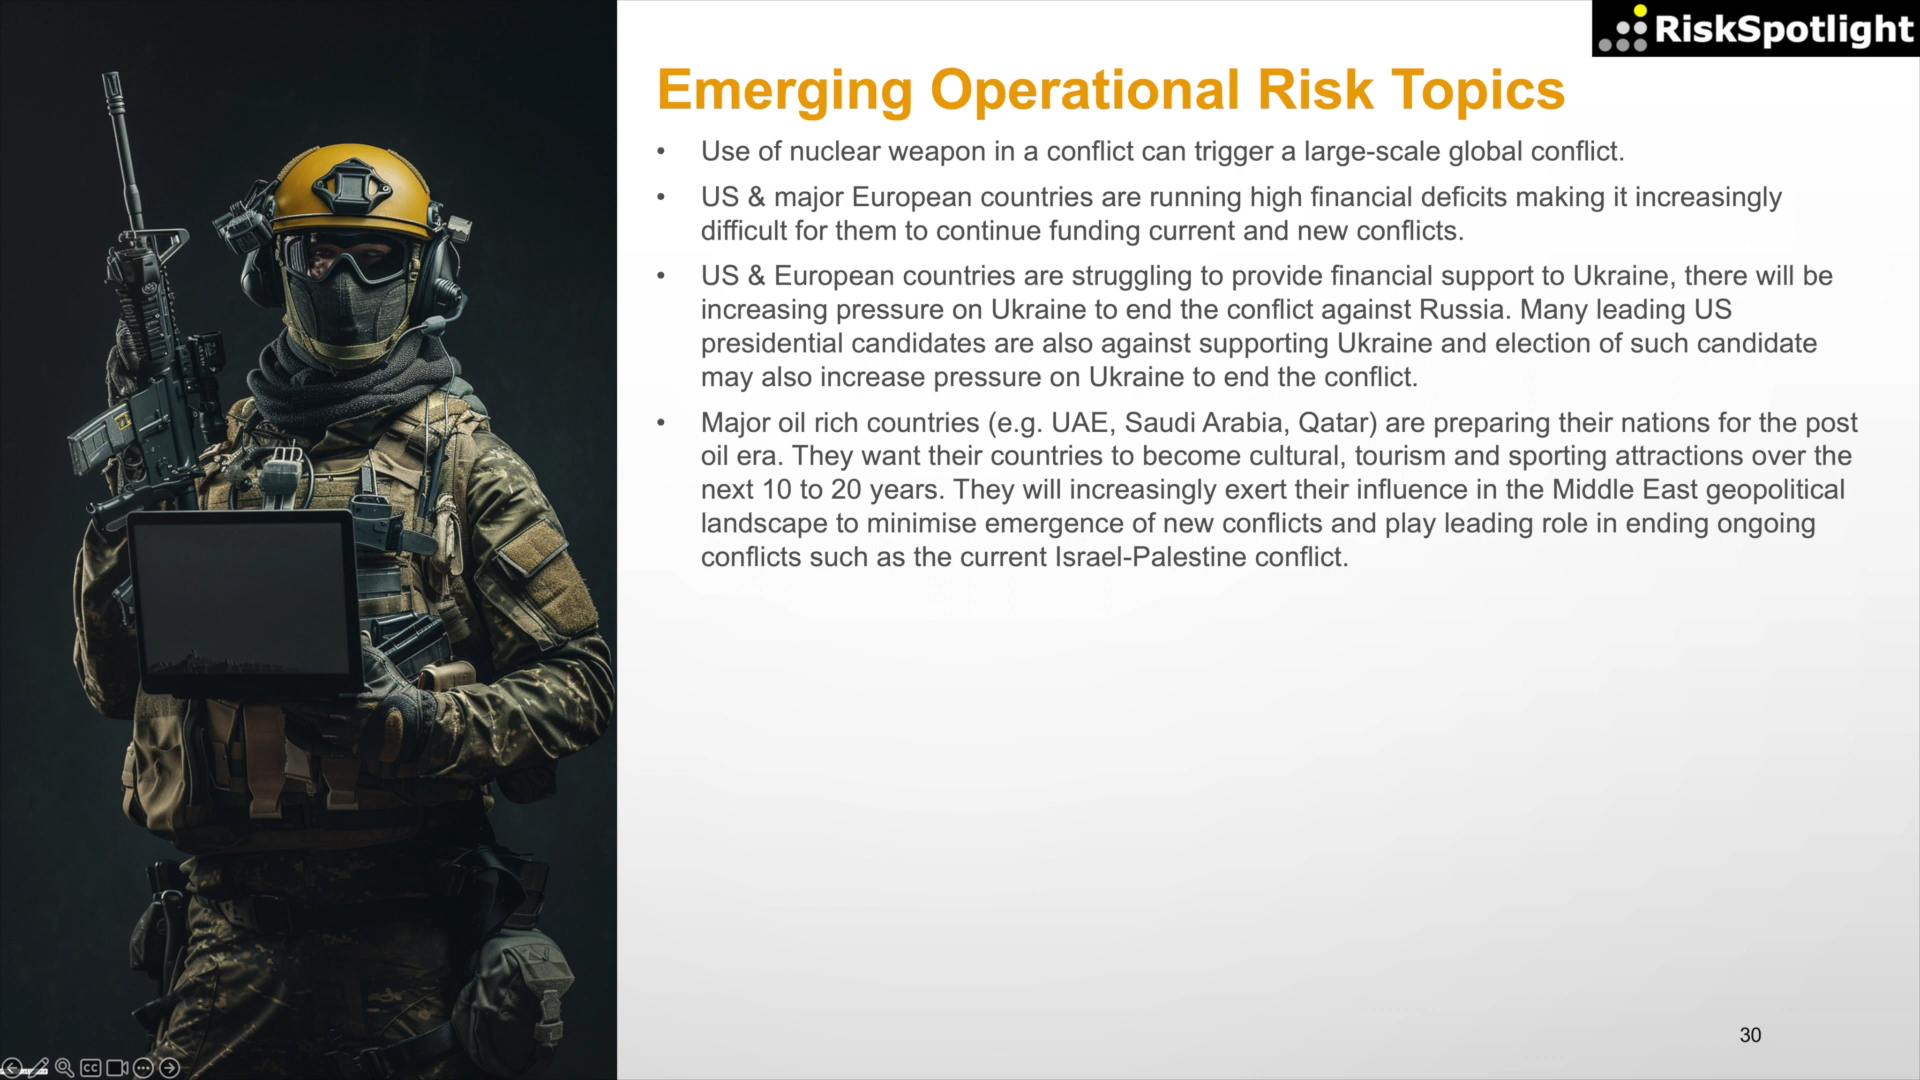 RiskSpotlight
Emerging Operational Risk Topics
• Use of nuclear weapon in a conflict can trigger a large-scale global conflict.
• US & major European countries are running high financial deficits making it increasingly
difficult for them to continue funding current and new conflicts.
• US & European countries are struggling to provide financial support to Ukraine, there will be
increasing pressure on Ukraine to end the conflict against Russia. Many leading US
presidential candidates are also against supporting Ukraine and election of such candidate
may also increase pressure on Ukraine to end the conflict.
• Major oil rich countries (e.g. UAE, Saudi Arabia, Qatar) are preparing their nations for the post
oil era. They want their countries to become cultural, tourism and sporting attractions over the
next 10 to 20 years. They will increasingly exert their influence in the Middle East geopolitical
landscape to minimise emergence of new conflicts and play leading role in ending ongoing
conflicts such as the current Israel-Palestine conflict.
30
CC